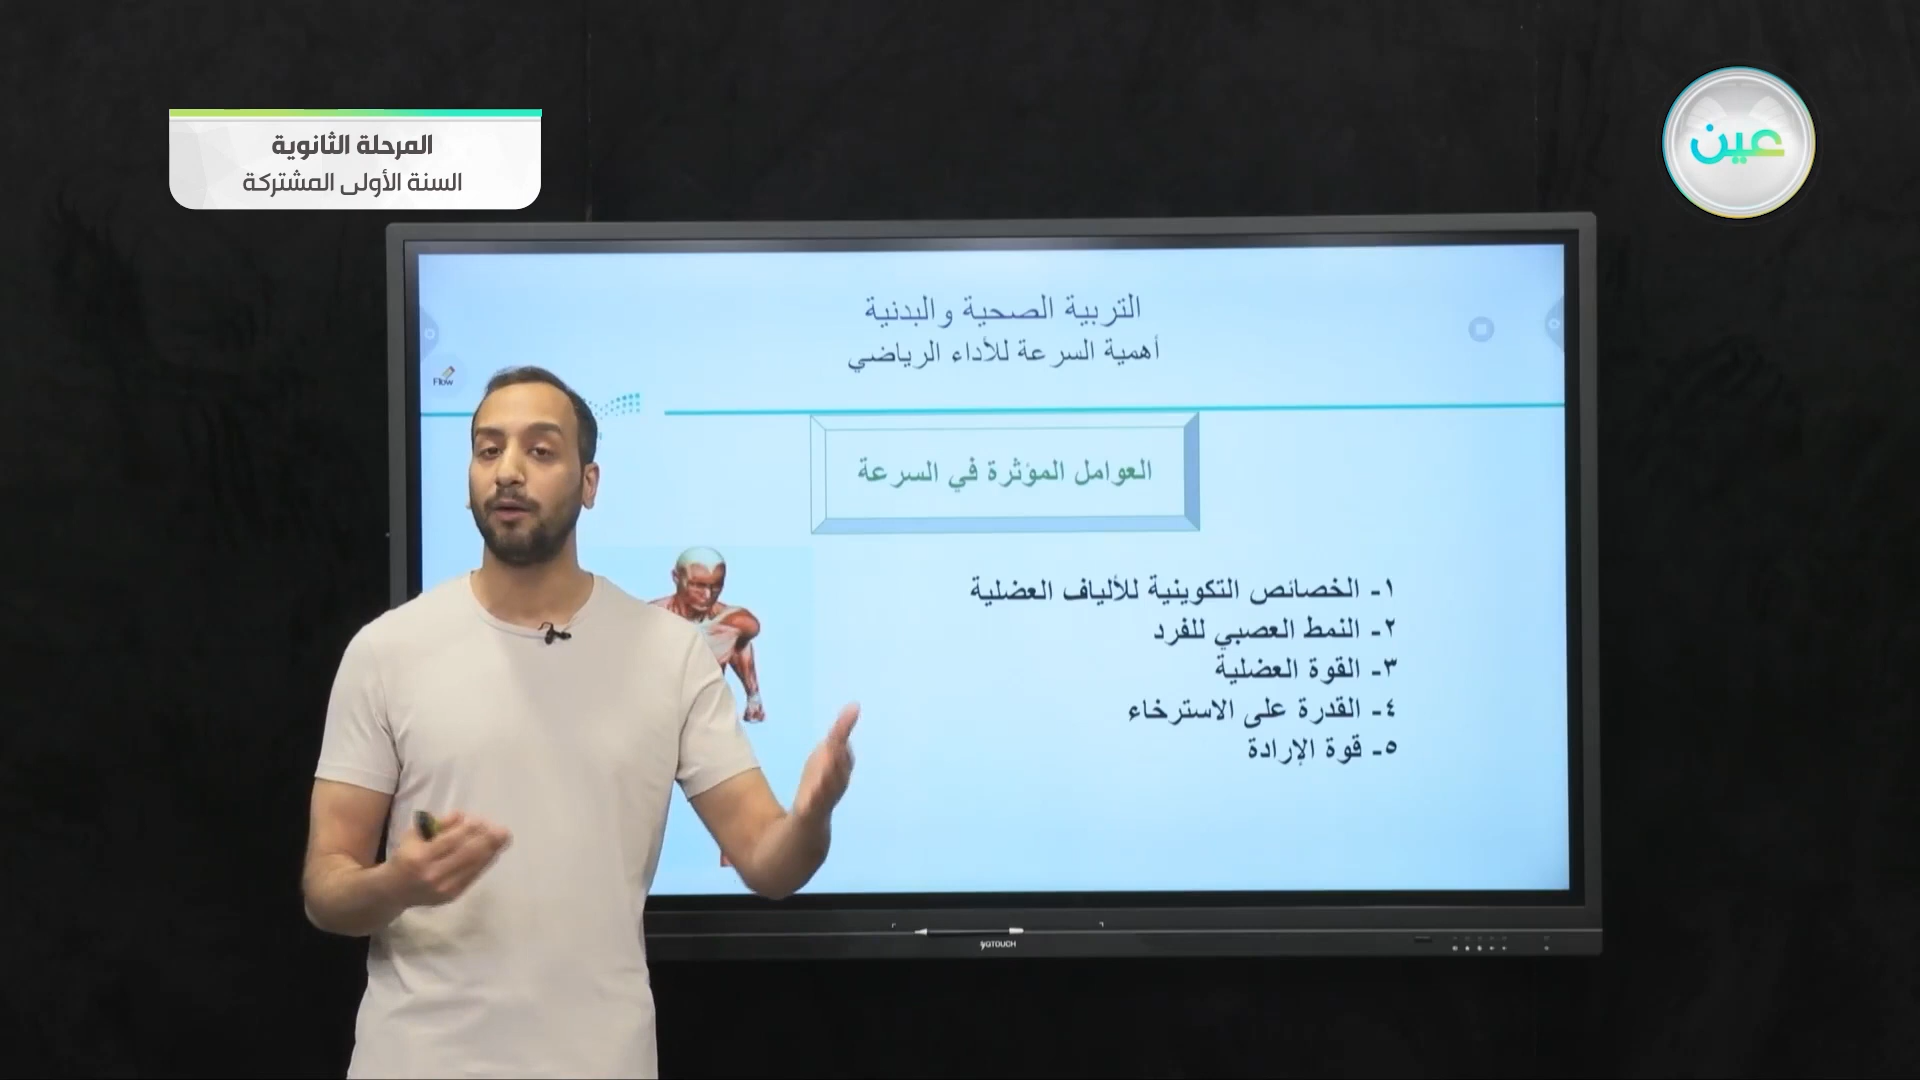 المرحلة الثانوية
السنة الأولى المشتركة
عين
التربية الصحية والبدنية
أهمية السرعة للأداء الرياضي
Flow
العوامل المؤثرة في السرعة
١- الخصائص التكوينية للألياف العضلية
٢- النمط العصبي للفرد
٣- القوة العضلية
٤- القدرة على الاسترخاء
٥- قوة الإرادة
YQTOUCH